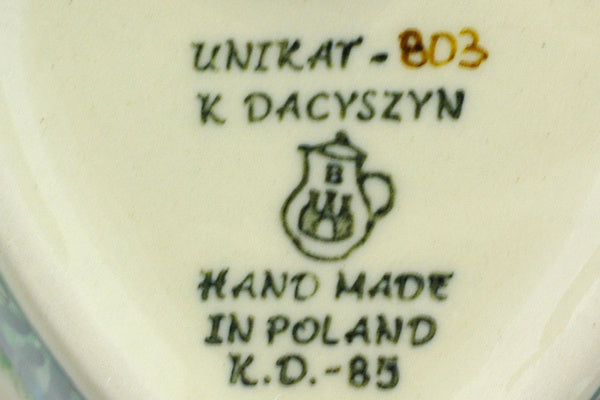 UNIKAT - 803
K DACYSZYN
B
HAND MADE
IN POLAND
K.D.-85